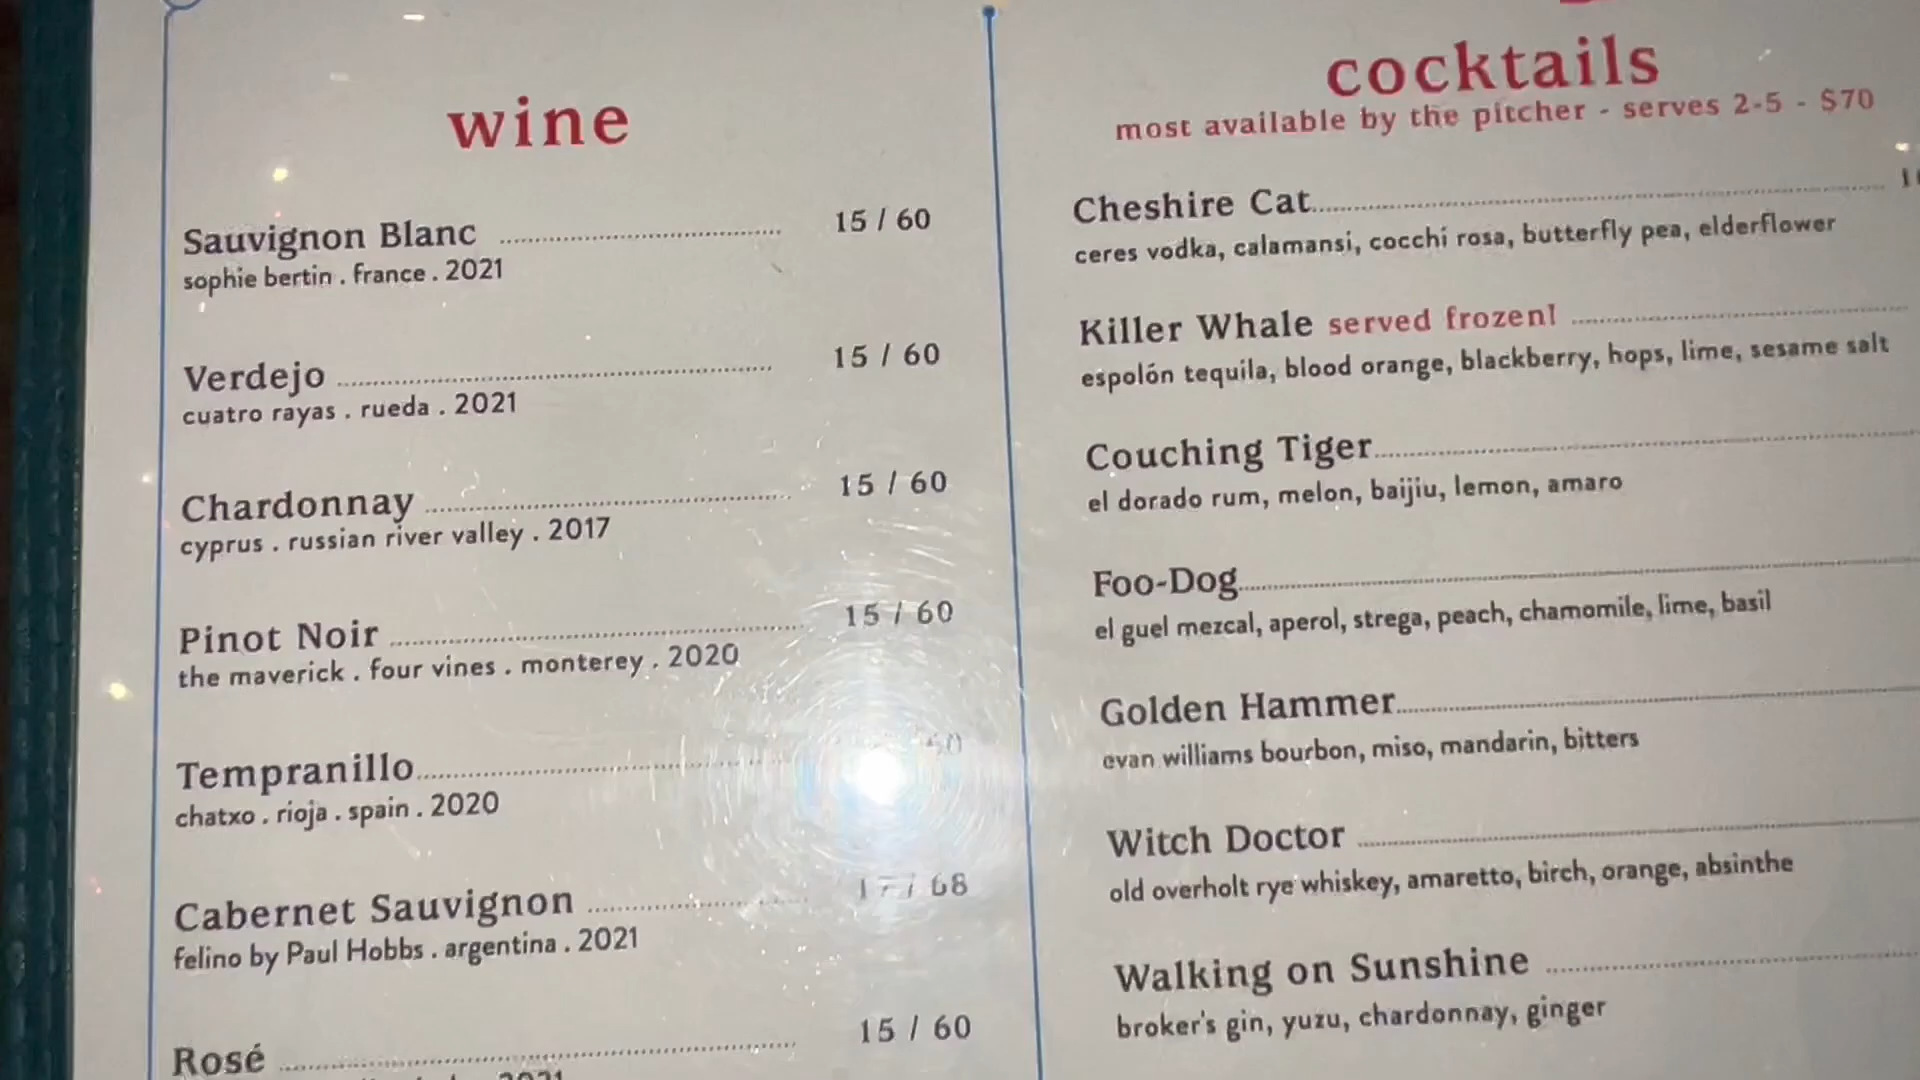 wine
Sauvignon Blanc 15 / 60
sophie bertin . france . 2021
Verdejo 15 / 60
cuatro rayas . rueda . 2021
Chardonnay 15 / 60
cyprus . russian river valley . 2017
Pinot Noir 15 / 60
the maverick . four vines . monterey . 2020
Tempranillo 60
chatxo . rioja . spain . 2020
Cabernet Sauvignon 17 / 68
felino by Paul Hobbs . argentina . 2021
Rosé 15 / 60
2021
cocktails
most available by the pitcher - serves 2-5 - $70
Cheshire Cat
ceres vodka, calamansi, cocchi rosa, butterfly pea, elderflower
Killer Whale served frozen!
espolón tequila, blood orange, blackberry, hops, lime, sesame salt
Couching Tiger
el dorado rum, melon, baijiu, lemon, amaro
Foo-Dog
el guel mezcal, aperol, strega, peach, chamomile, lime, basil
Golden Hammer
evan williams bourbon, miso, mandarin, bitters
Witch Doctor
old overholt rye whiskey, amaretto, birch, orange, absinthe
Walking on Sunshine
broker's gin, yuzu, chardonnay, ginger